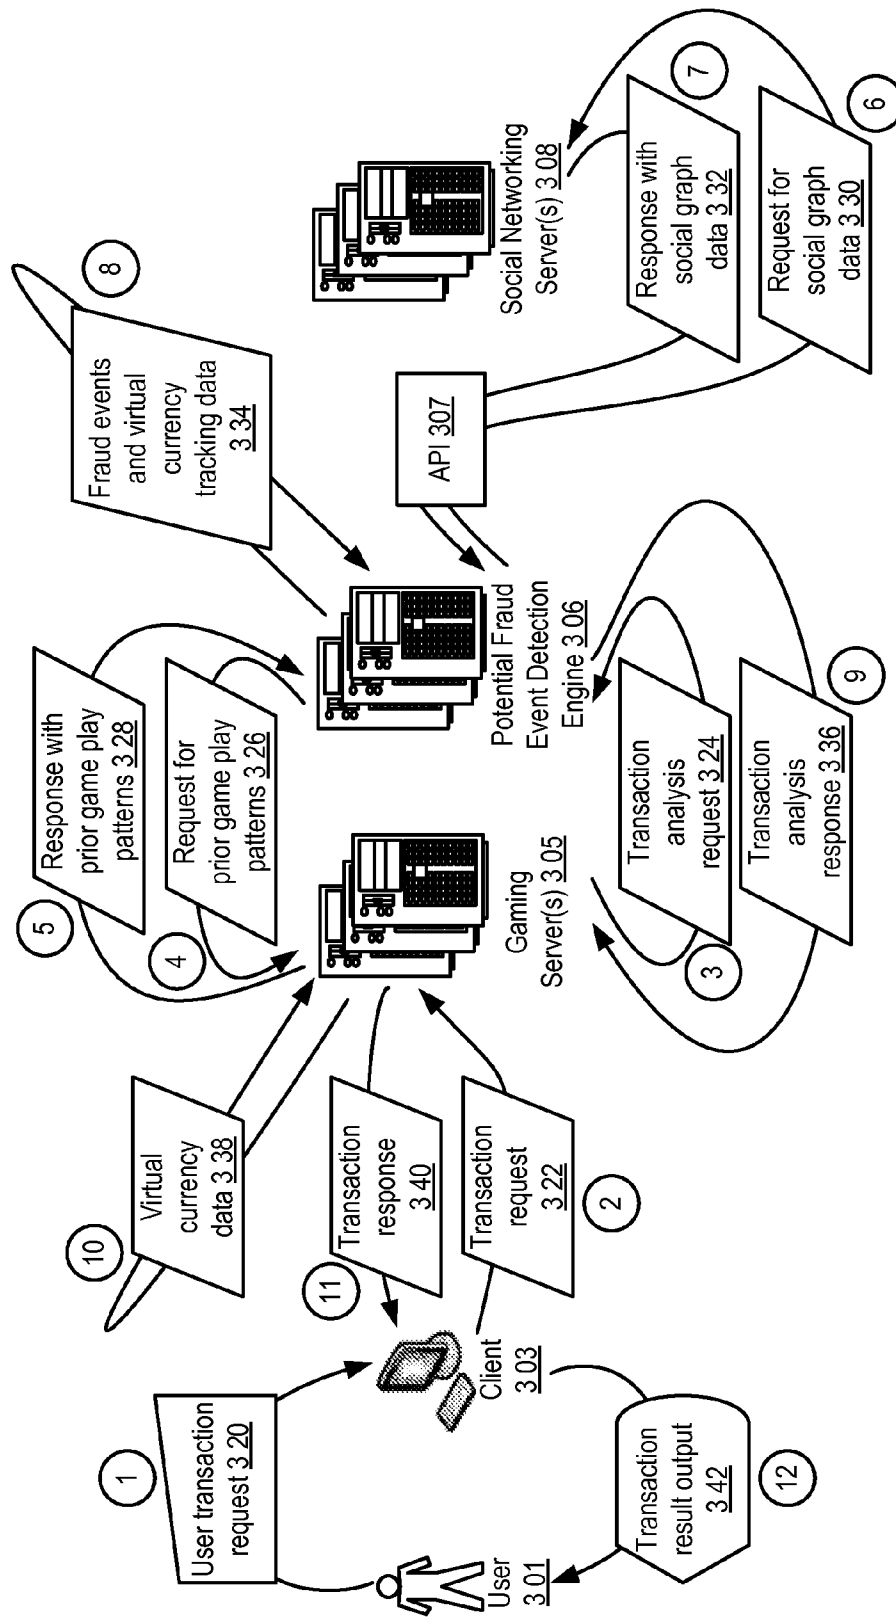 1
User transaction
request 3 20
User
3 01
Transaction
result output
3 42
12
Client
3 03
10
Virtual
currency
data 3 38
11
Transaction
response
3 40
Transaction
request
3 22
2
5
Response with
prior game play
patterns 3 28
4
Request for
prior game play
patterns 3 26
Gaming
Server(s) 3 05
3
Transaction
analysis
request 3 24
Transaction
analysis
response 3 36
9
8
Fraud events
and virtual
currency
tracking data
3 34
Potential Fraud
Event Detection
Engine 3 06
API 307
Social Networking
Server(s) 3 08
7
Response with
social graph
data 3 32
Request for
social graph
data 3 30
6